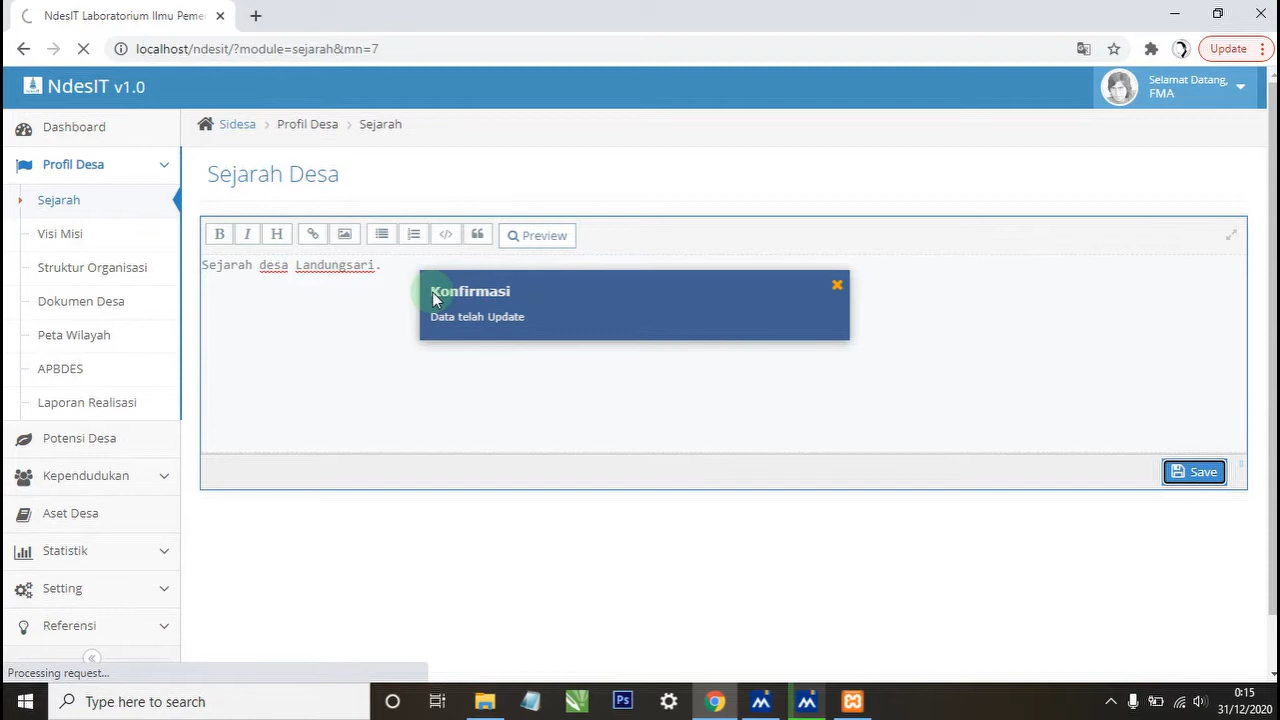 NdesIT Laboratorium Ilmu Peme
localhost/ndesit/?module=sejarah&mn=7
Update
NdesIT v1.0
Selamat Datang,
FMA
Dashboard
Profil Desa
Sejarah
Visi Misi
Struktur Organisasi
Dokumen Desa
Peta Wilayah
APBDES
Laporan Realisasi
Potensi Desa
Kependudukan
Aset Desa
Statistik
Setting
Referensi
Sidesa > Profil Desa > Sejarah
Sejarah Desa
B I H </> Preview
Sejarah desa Landungsari.
Konfirmasi
Data telah Update
Save
Processing request...
Type here to search
Ps
0:15
31/12/2020